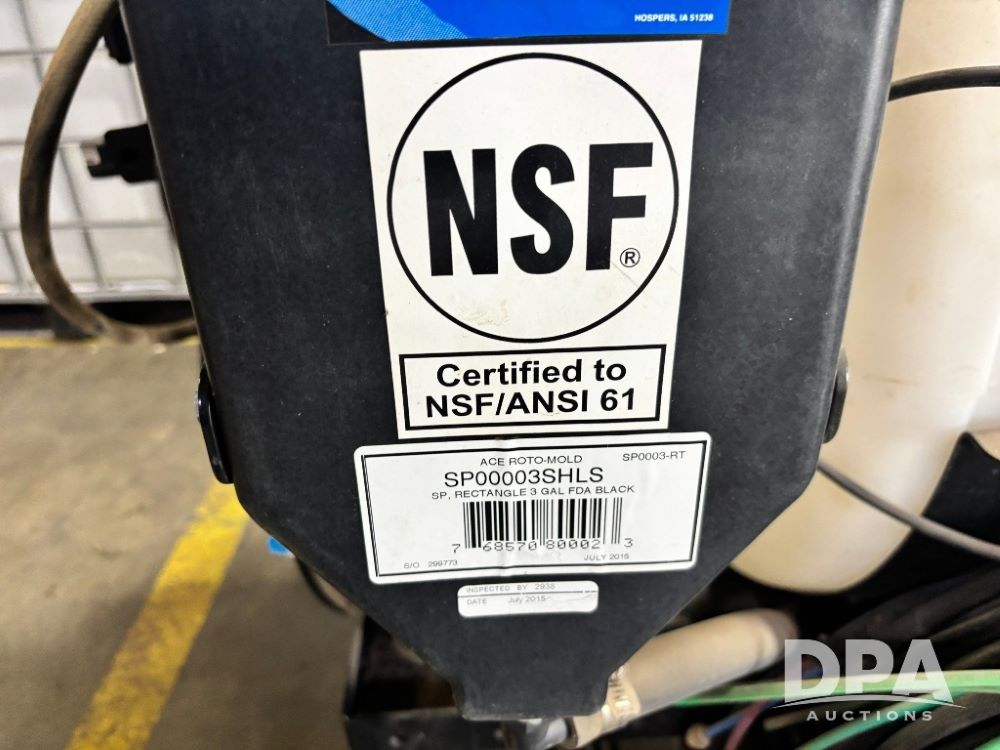 HOSPERS, IA 51238
NSF®
Certified to
NSF/ANSI 61
ACE ROTO-MOLD SP0003-RT
SP00003SHLS
SP, RECTANGLE 3 GAL FDA BLACK
7 68570 80002 3
S/O 299773 JULY 2015
INSPECTED BY 2938
DATE July 2015
DPA
AUCTIONS